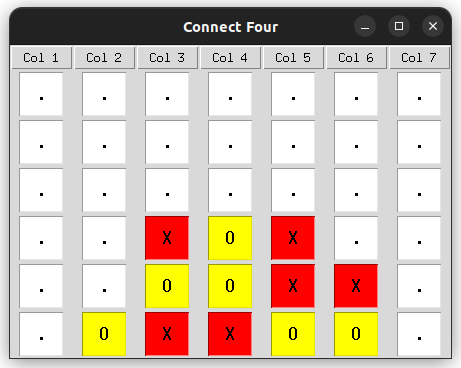 Connect Four
Col 1 Col 2 Col 3 Col 4 Col 5 Col 6 Col 7
. . . . . . .
. . . . . . .
. . . . . . .
. . X O X . .
. . O O X X .
. O X X O O .